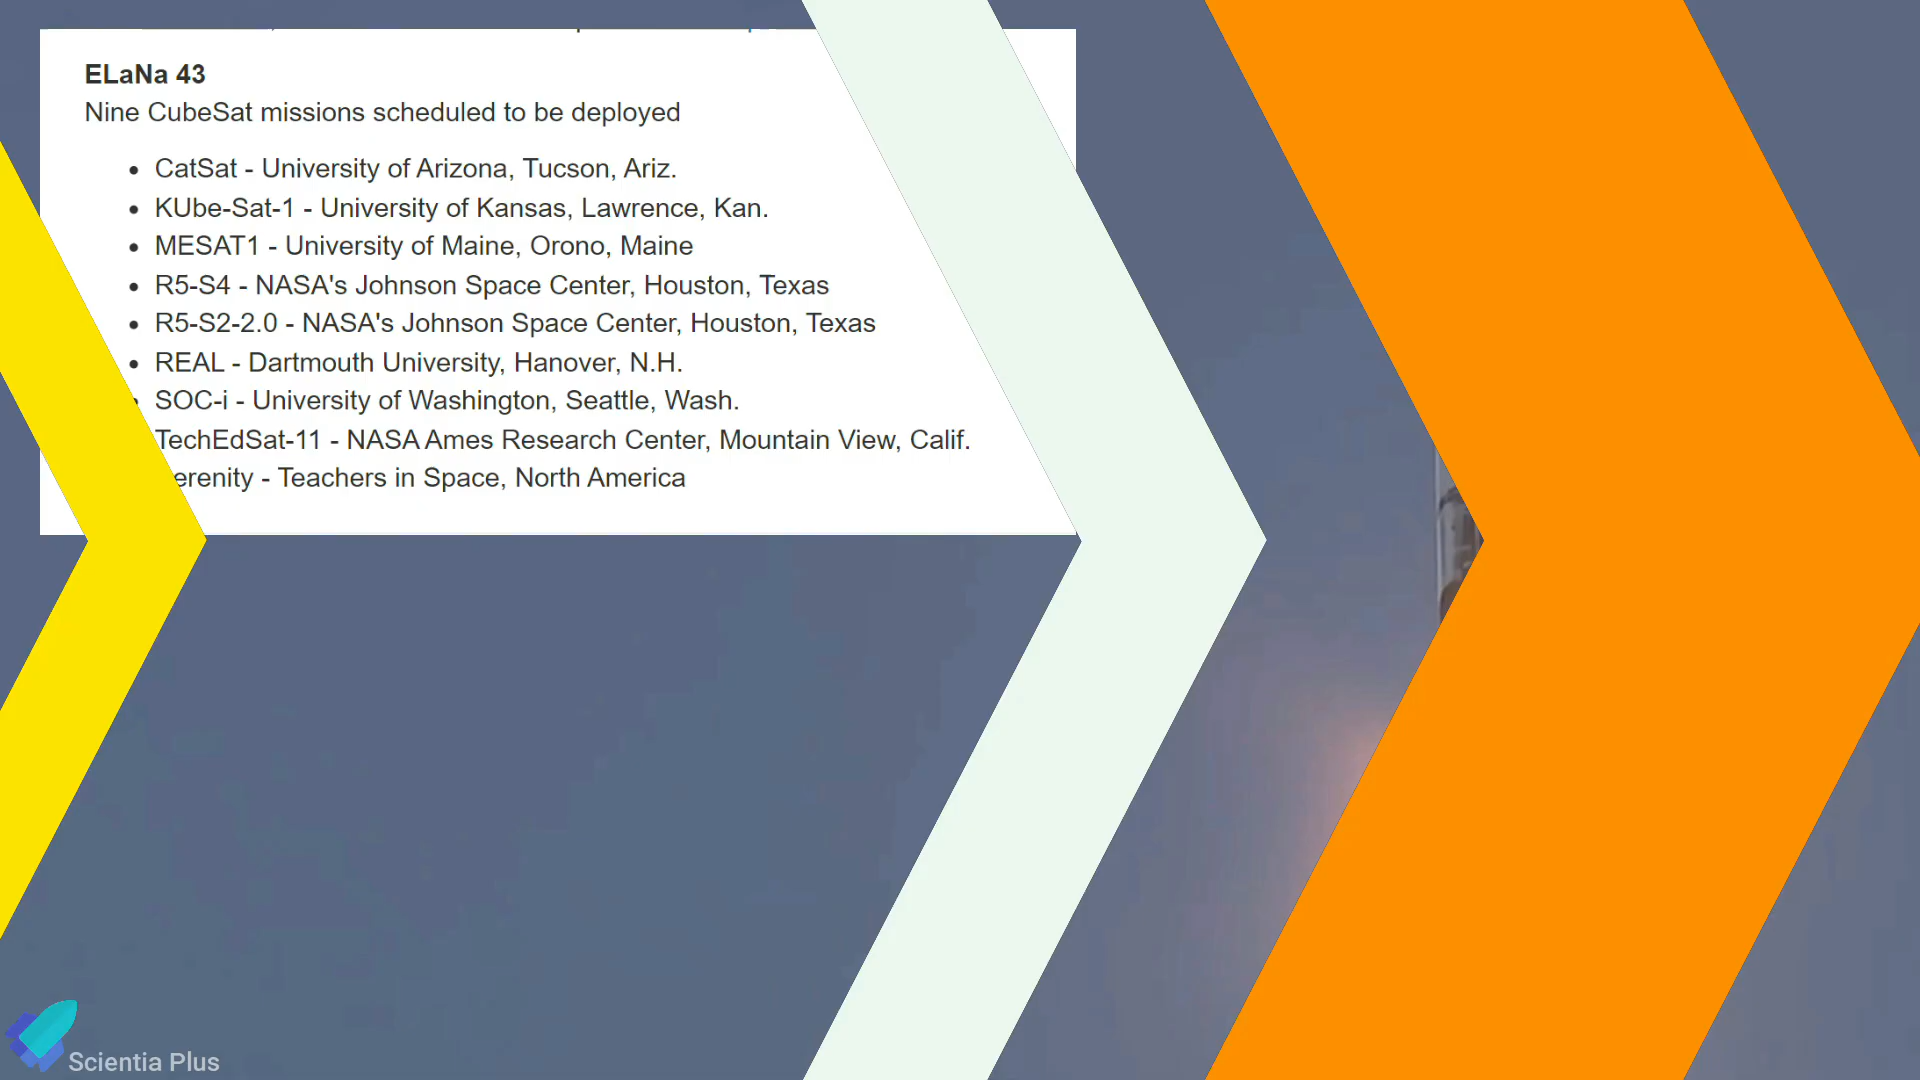 ELaNa 43
Nine CubeSat missions scheduled to be deployed
• CatSat - University of Arizona, Tucson, Ariz.
• KUbe-Sat-1 - University of Kansas, Lawrence, Kan.
• MESAT1 - University of Maine, Orono, Maine
• R5-S4 - NASA's Johnson Space Center, Houston, Texas
• R5-S2-2.0 - NASA's Johnson Space Center, Houston, Texas
• REAL - Dartmouth University, Hanover, N.H.
• SOC-i - University of Washington, Seattle, Wash.
TechEdSat-11 - NASA Ames Research Center, Mountain View, Calif.
erenity - Teachers in Space, North America
Scientia Plus